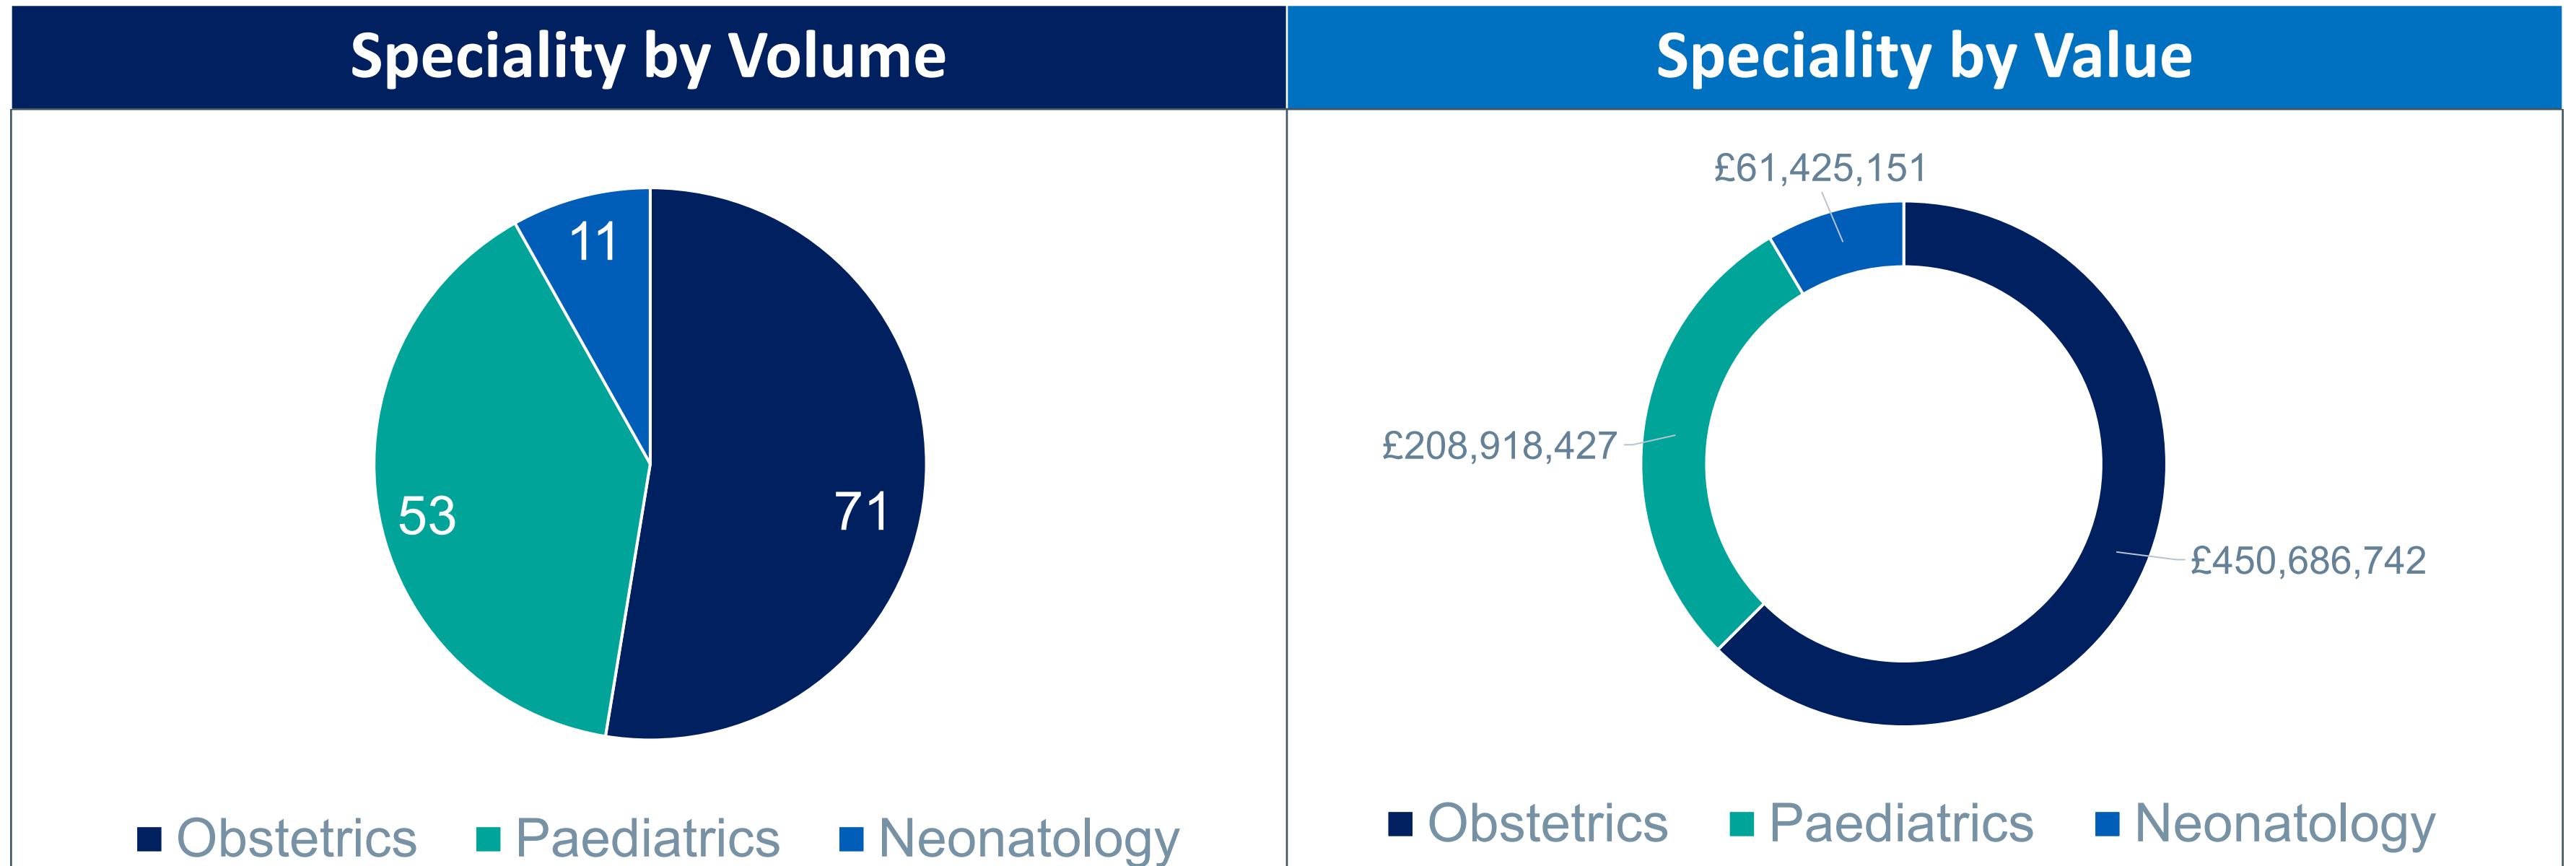 Speciality by Volume
Speciality by Value
11
53
71
Obstetrics Paediatrics Neonatology
£61,425,151
£208,918,427
£450,686,742
Obstetrics Paediatrics Neonatology